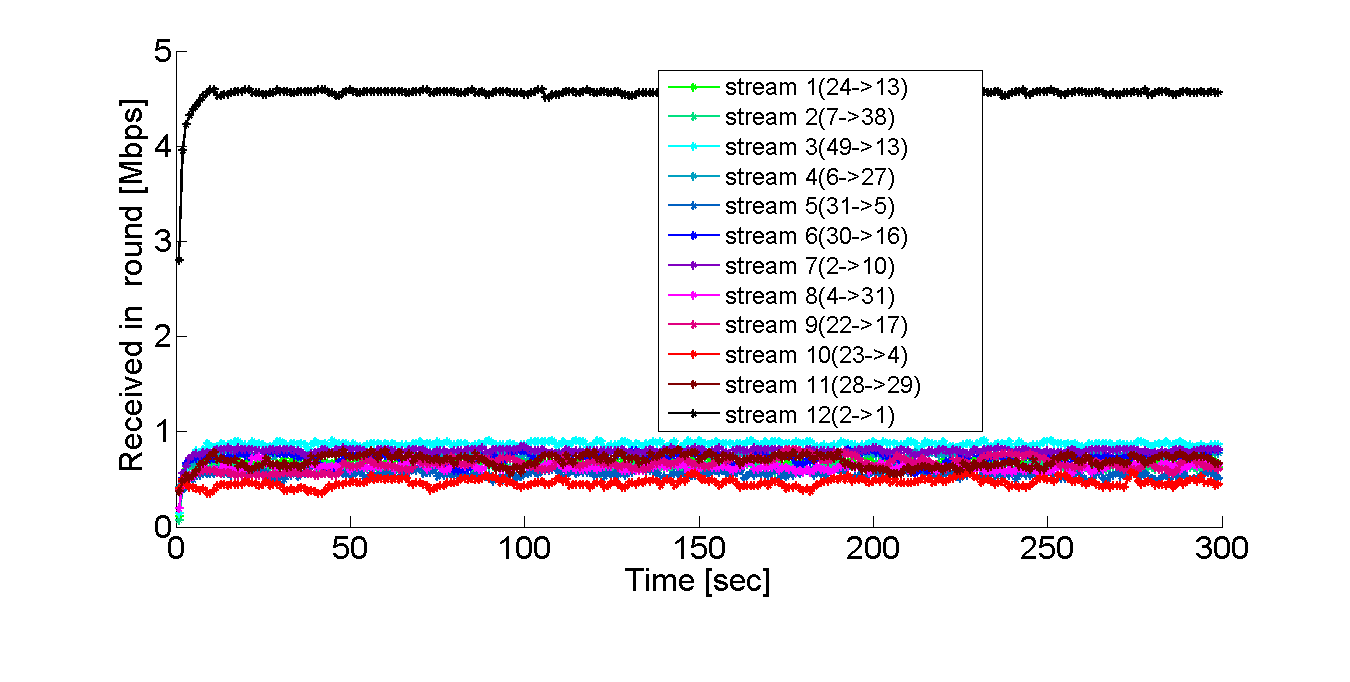 Received in round [Mbps]
5
4
3
2
1
0
stream 1(24->13)
stream 2(7->38)
stream 3(49->13)
stream 4(6->27)
stream 5(31->5)
stream 6(30->16)
stream 7(2->10)
stream 8(4->31)
stream 9(22->17)
stream 10(23->4)
stream 11(28->29)
stream 12(2->1)
0 50 100 150 200 250 300
Time [sec]